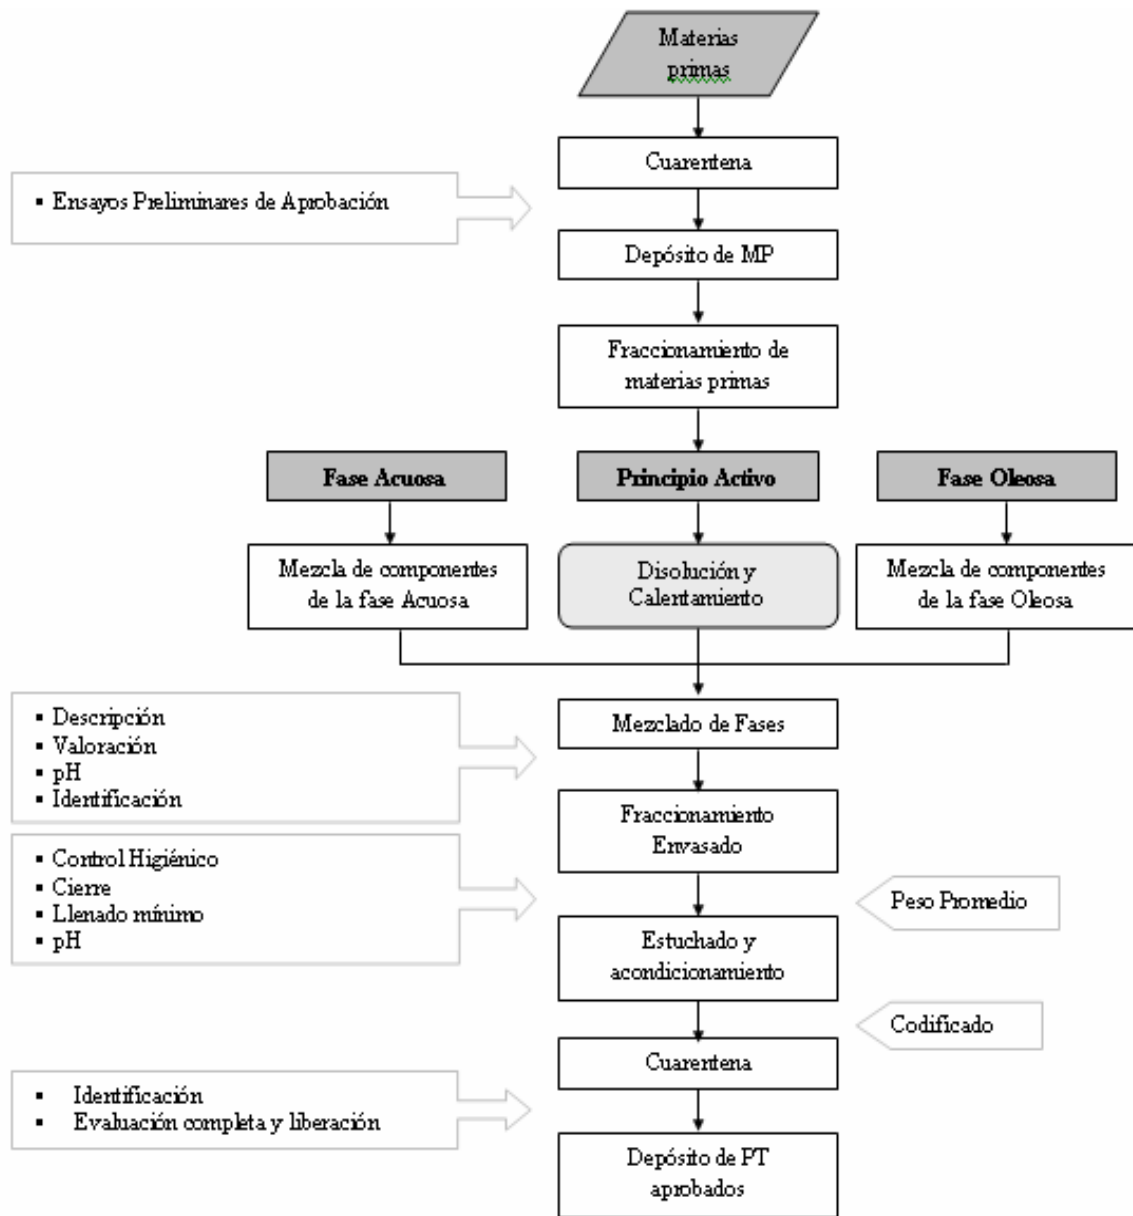 Materias
primas
Cuarentena
▪ Ensayos Preliminares de Aprobación
Depósito de MP
Fraccionamiento de
materias primas
Fase Acuosa
Principio Activo
Fase Oleosa
Mezcla de componentes
de la fase Acuosa
Disolución y
Calentamiento
Mezcla de componentes
de la fase Oleosa
▪ Descripción
▪ Valoración
▪ pH
▪ Identificación
Mezclado de Fases
Fraccionamiento
Envasado
▪ Control Higiénico
▪ Cierre
▪ Llenado mínimo
▪ pH
Peso Promedio
Estuchado y
acondicionamiento
Codificado
Cuarentena
▪ Identificación
▪ Evaluación completa y liberación
Depósito de PT
aprobados